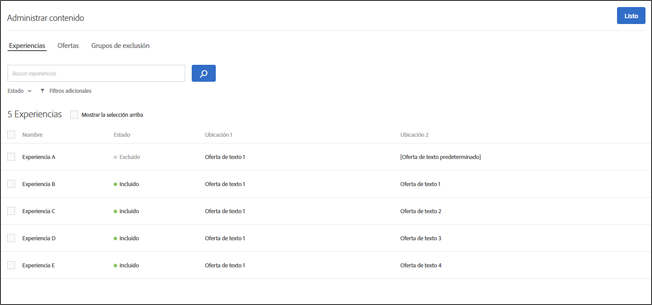 Administrar contenido
Listo
Experiencias Ofertas Grupos de exclusión
Buscar experiencias
Estado Filtros adicionales
5 Experiencias Mostrar la selección arriba
Nombre Estado Ubicación 1 Ubicación 2
Experiencia A Excluido Oferta de texto 1 [Oferta de texto predeterminado]
Experiencia B Incluido Oferta de texto 1 Oferta de texto 1
Experiencia C Incluido Oferta de texto 1 Oferta de texto 2
Experiencia D Incluido Oferta de texto 1 Oferta de texto 3
Experiencia E Incluido Oferta de texto 1 Oferta de texto 4